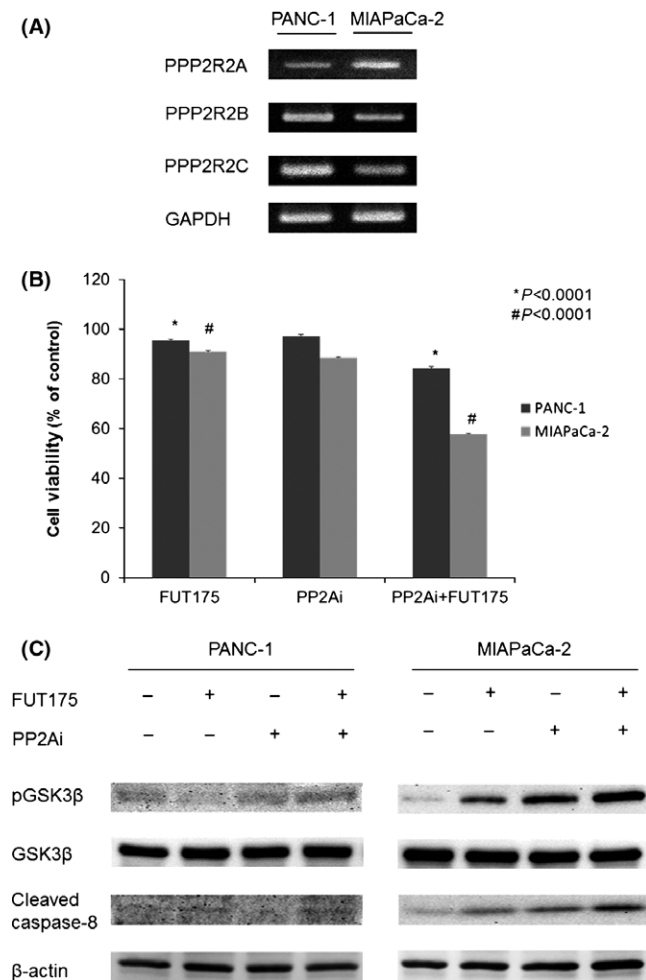 (A)
PANC-1 MIAPaCa-2
PPP2R2A
PPP2R2B
PPP2R2C
GAPDH
(B)
Cell viability (% of control)
120
100
80
60
40
20
0
* *
# #
FUT175 PP2Ai PP2Ai+FUT175
*P<0.0001
#P<0.0001
PANC-1
MIAPaCa-2
(C)
PANC-1 MIAPaCa-2
FUT175 – + – + – + – +
PP2Ai – – + + – – + +
pGSK3β
GSK3β
Cleaved
caspase-8
β-actin